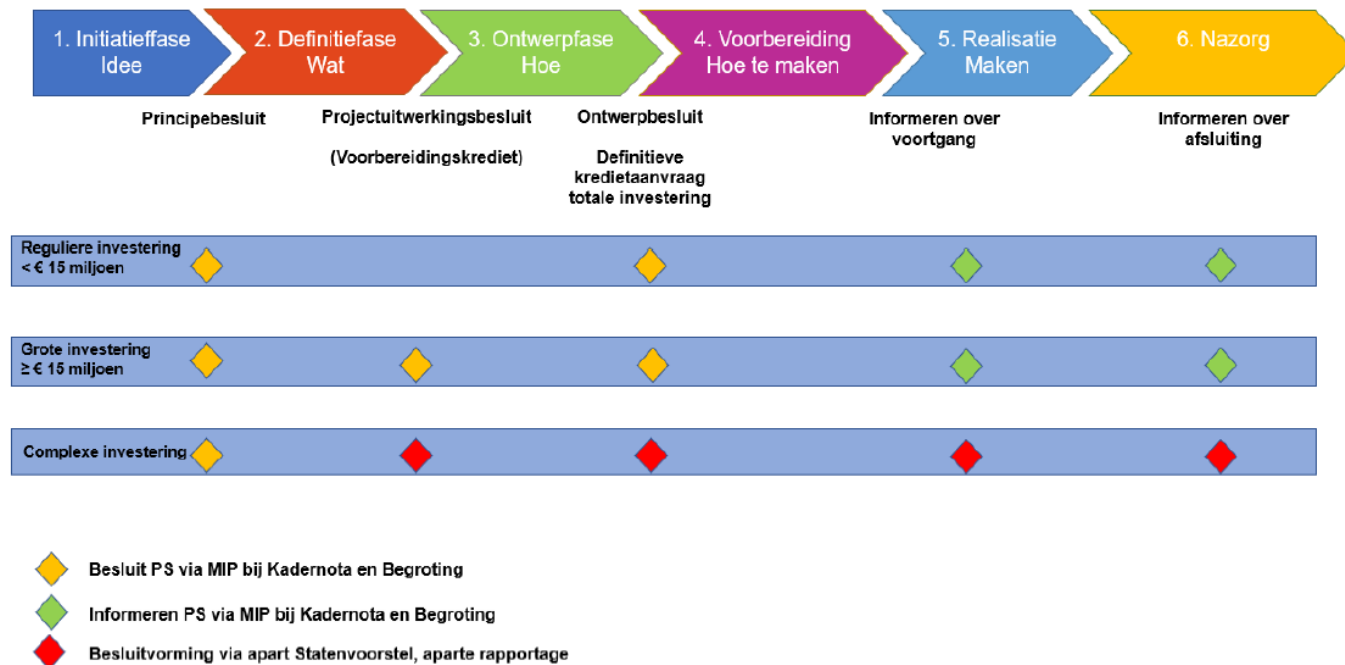 1. Initiatieffase
Idee
2. Definitiefase
Wat
3. Ontwerpfase
Hoe
4. Voorbereiding
Hoe te maken
5. Realisatie
Maken
6. Nazorg
Principebesluit
Projectuitwerkingsbesluit
(Voorbereidingskrediet)
Ontwerpbesluit
Definitieve
kredietaanvraag
totale investering
Informeren over
voortgang
Informeren over
afsluiting
Reguliere investering
< € 15 miljoen
Grote investering
≥ € 15 miljoen
Complexe investering
Besluit PS via MIP bij Kadernota en Begroting
Informeren PS via MIP bij Kadernota en Begroting
Besluitvorming via apart Statenvoorstel, aparte rapportage